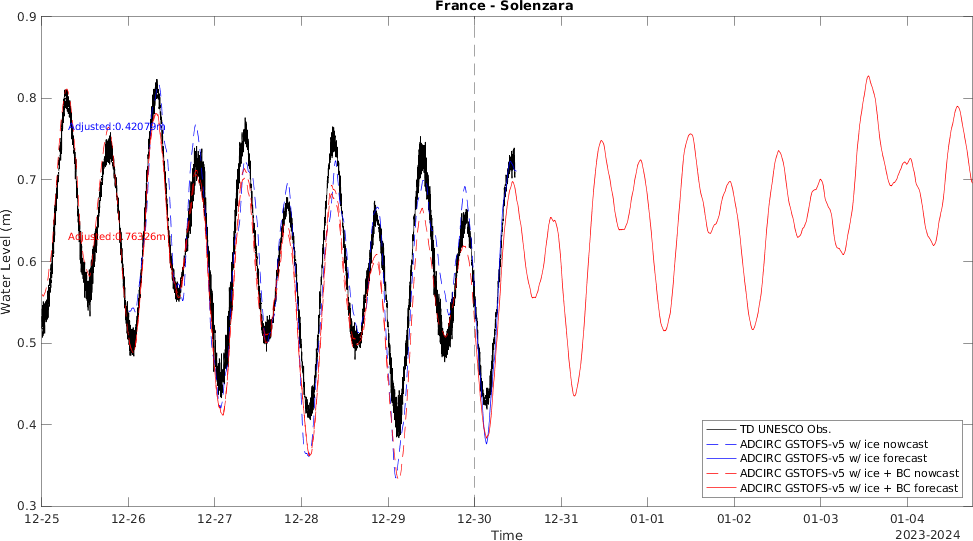 France - Solenzara
0.9
0.8
0.7
0.6
0.5
0.4
0.3
Water Level (m)
Adjusted:0.42079m
Adjusted:0.76326m
TD UNESCO Obs.
ADCIRC GSTOFS-v5 w/ ice nowcast
ADCIRC GSTOFS-v5 w/ ice forecast
ADCIRC GSTOFS-v5 w/ ice + BC nowcast
ADCIRC GSTOFS-v5 w/ ice + BC forecast
12-25 12-26 12-27 12-28 12-29 12-30 12-31 01-01 01-02 01-03 01-04
Time
2023-2024